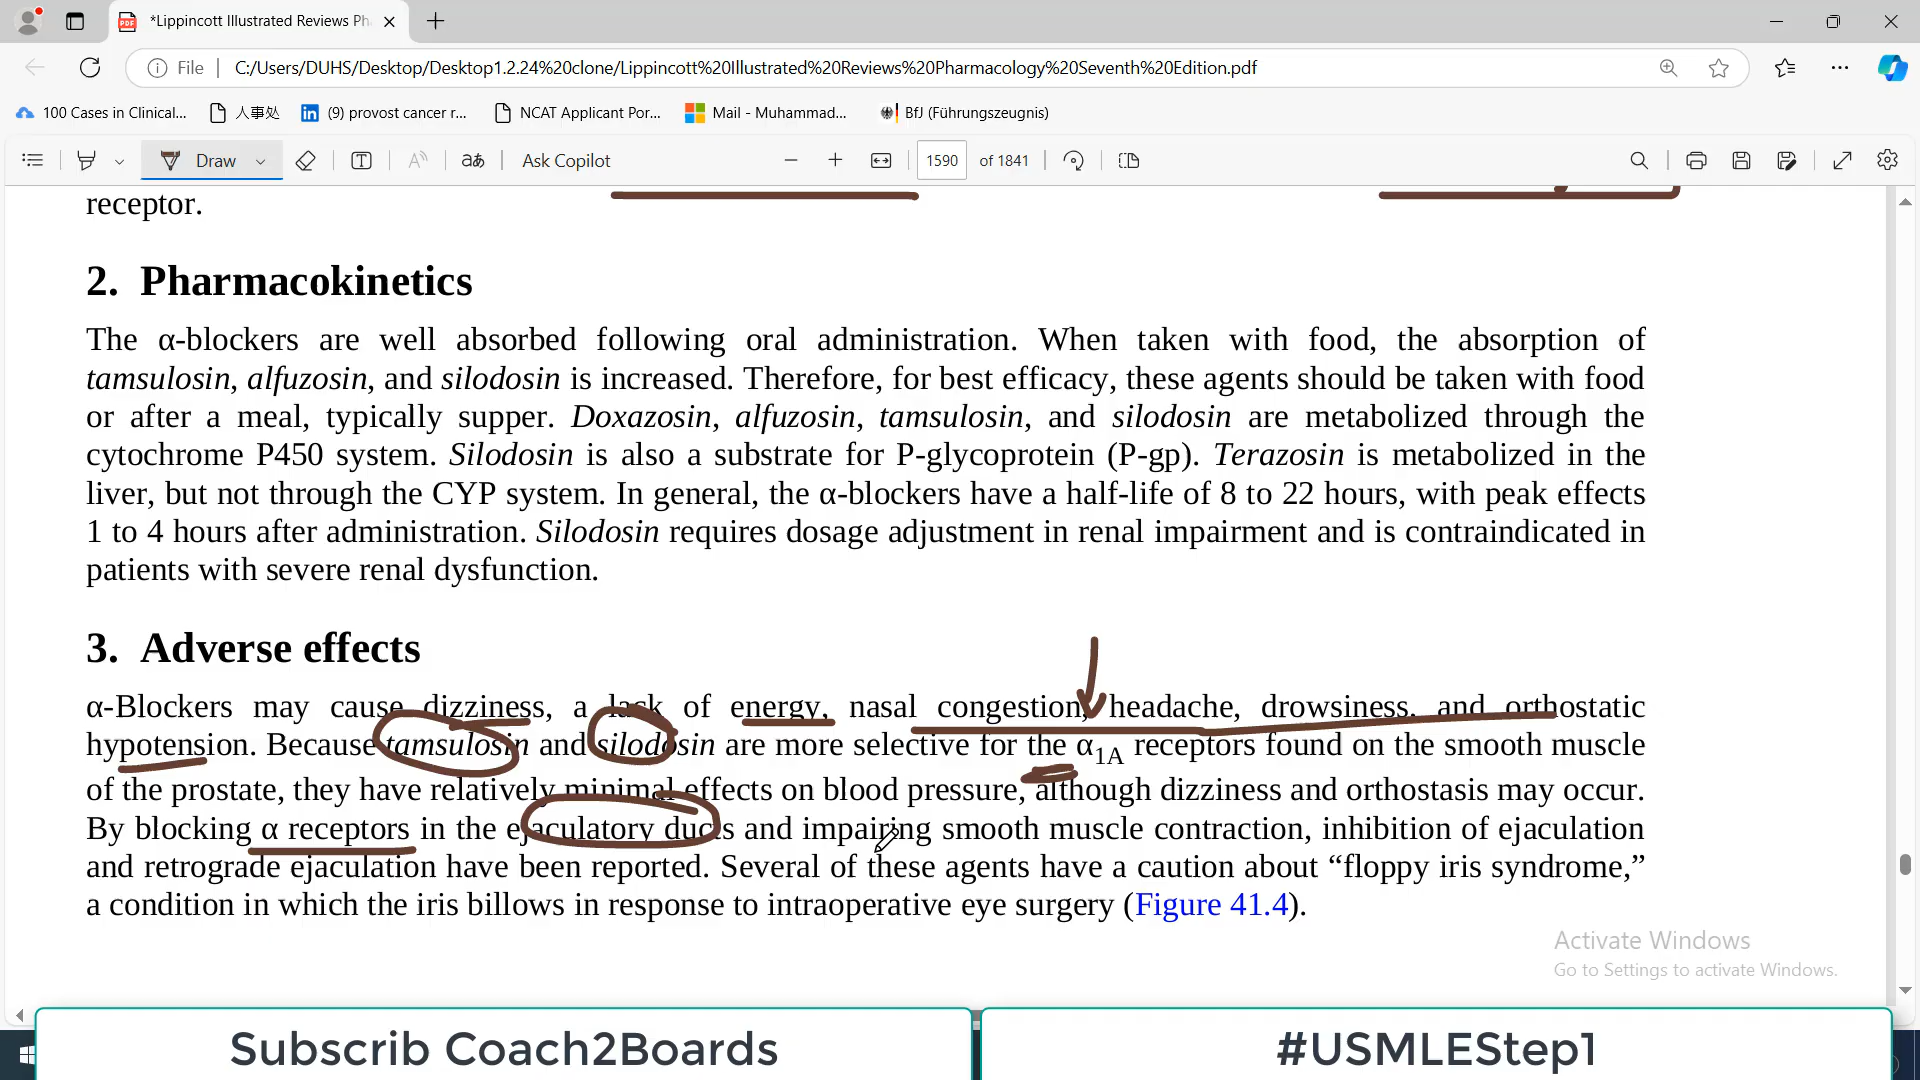 *Lippincott Illustrated Reviews Ph
File
C:/Users/DUHS/Desktop/Desktop1.2.24%20clone/Lippincott%20Illustrated%20Reviews%20Pharmacology%20Seventh%20Edition.pdf
100 Cases in Clinical... 人事处 (9) provost cancer r... NCAT Applicant Por... Mail - Muhammad... BfJ (Führungszeugnis)
Draw Ask Copilot 1590 of 1841
receptor.
2. Pharmacokinetics
The α-blockers are well absorbed following oral administration. When taken with food, the absorption of
tamsulosin, alfuzosin, and silodosin is increased. Therefore, for best efficacy, these agents should be taken with food
or after a meal, typically supper. Doxazosin, alfuzosin, tamsulosin, and silodosin are metabolized through the
cytochrome P450 system. Silodosin is also a substrate for P-glycoprotein (P-gp). Terazosin is metabolized in the
liver, but not through the CYP system. In general, the α-blockers have a half-life of 8 to 22 hours, with peak effects
1 to 4 hours after administration. Silodosin requires dosage adjustment in renal impairment and is contraindicated in
patients with severe renal dysfunction.
3. Adverse effects
α-Blockers may cause dizziness, a lack of energy, nasal congestion, headache, drowsiness, and orthostatic
hypotension. Because tamsulosin and silodosin are more selective for the α1A receptors found on the smooth muscle
of the prostate, they have relatively minimal effects on blood pressure, although dizziness and orthostasis may occur.
By blocking α receptors in the ejaculatory ducts and impairing smooth muscle contraction, inhibition of ejaculation
and retrograde ejaculation have been reported. Several of these agents have a caution about “floppy iris syndrome,”
a condition in which the iris billows in response to intraoperative eye surgery (Figure 41.4).
Activate Windows
Go to Settings to activate Windows.
Subscrib Coach2Boards
#USMLEStep1